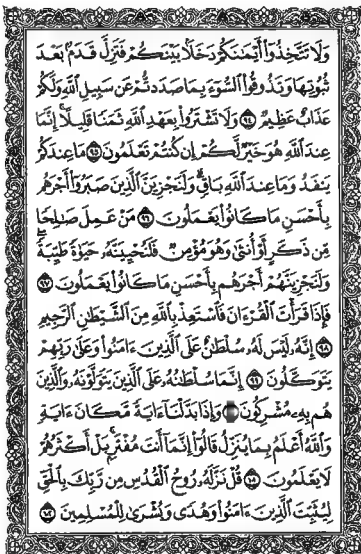 وَلَا تَتَّخِذُوٓا۟ أَيْمَـٰنَكُمْ دَخَلًۢا بَيْنَكُمْ فَتَزِلَّ قَدَمٌۢ بَعْدَ
ثُبُوتِهَا وَتَذُوقُوا۟ ٱلسُّوٓءَ بِمَا صَدَدتُّمْ عَن سَبِيلِ ٱللَّهِ وَلَكُمْ
عَذَابٌ عَظِيمٌ ٩٤ وَلَا تَشْتَرُوا۟ بِعَهْدِ ٱللَّهِ ثَمَنًا قَلِيلًا ۚ إِنَّمَا
عِندَ ٱللَّهِ هُوَ خَيْرٌ لَّكُمْ إِن كُنتُمْ تَعْلَمُونَ ٩٥ مَا عِندَكُمْ
يَنفَدُ وَمَا عِندَ ٱللَّهِ بَاقٍ ۗ وَلَنَجْزِيَنَّ ٱلَّذِينَ صَبَرُوٓا۟ أَجْرَهُم
بِأَحْسَنِ مَا كَانُوا۟ يَعْمَلُونَ ٩٦ مَنْ عَمِلَ صَـٰلِحًا
مِّن ذَكَرٍ أَوْ أُنثَىٰ وَهُوَ مُؤْمِنٌ فَلَنُحْيِيَنَّهُۥ حَيَوٰةً طَيِّبَةً ۖ
وَلَنَجْزِيَنَّهُمْ أَجْرَهُم بِأَحْسَنِ مَا كَانُوا۟ يَعْمَلُونَ ٩٧
فَإِذَا قَرَأْتَ ٱلْقُرْءَانَ فَٱسْتَعِذْ بِٱللَّهِ مِنَ ٱلشَّيْطَـٰنِ ٱلرَّجِيمِ
٩٨ إِنَّهُۥ لَيْسَ لَهُۥ سُلْطَـٰنٌ عَلَى ٱلَّذِينَ ءَامَنُوا۟ وَعَلَىٰ رَبِّهِمْ
يَتَوَكَّلُونَ ٩٩ إِنَّمَا سُلْطَـٰنُهُۥ عَلَى ٱلَّذِينَ يَتَوَلَّوْنَهُۥ وَٱلَّذِينَ
هُم بِهِۦ مُشْرِكُونَ وَإِذَا بَدَّلْنَآ ءَايَةً مَّكَانَ ءَايَةٍ ۙ
وَٱللَّهُ أَعْلَمُ بِمَا يُنَزِّلُ قَالُوٓا۟ إِنَّمَآ أَنتَ مُفْتَرٍۭ ۚ بَلْ أَكْثَرُهُمْ
لَا يَعْلَمُونَ ١٠١ قُلْ نَزَّلَهُۥ رُوحُ ٱلْقُدُسِ مِن رَّبِّكَ بِٱلْحَقِّ
لِيُثَبِّتَ ٱلَّذِينَ ءَامَنُوا۟ وَهُدًى وَبُشْرَىٰ لِلْمُسْلِمِينَ ١٠٢